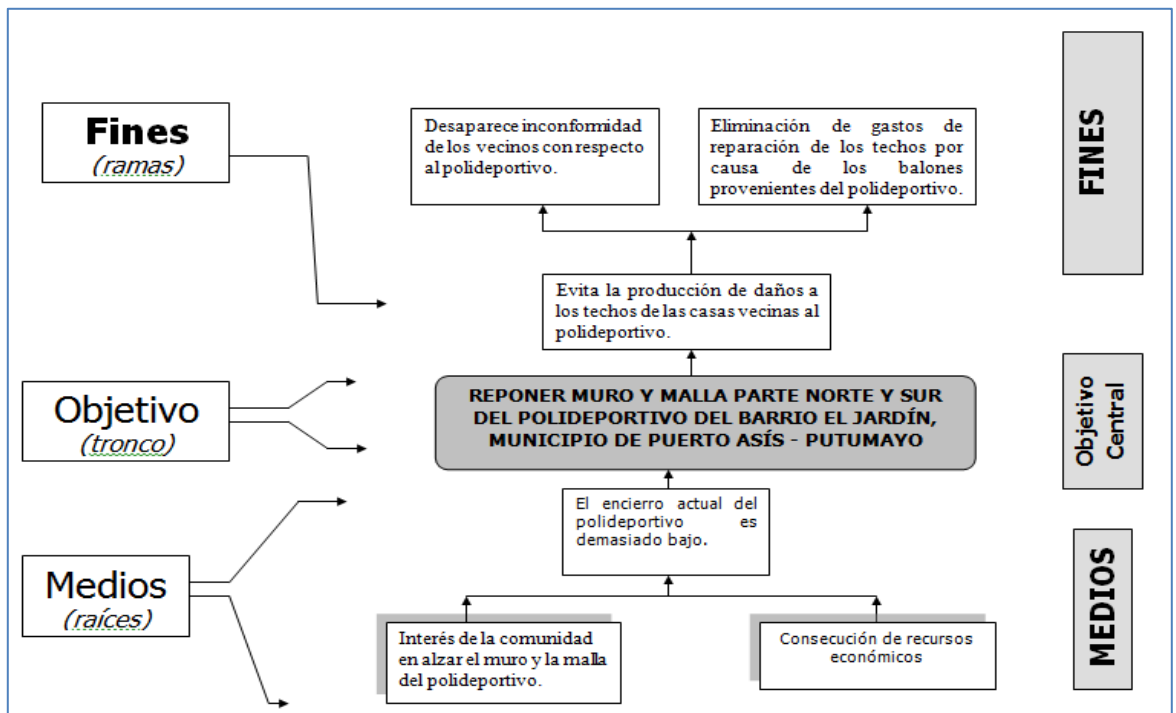 Fines
(ramas)
Desaparece inconformidad
de los vecinos con respecto
al polideportivo.
Eliminación de gastos de
reparación de los techos por
causa de los balones
provenientes del polideportivo.
FINES
Evita la producción de daños a
los techos de las casas vecinas al
polideportivo.
Objetivo
(tronco)
REPONER MURO Y MALLA PARTE NORTE Y SUR
DEL POLIDEPORTIVO DEL BARRIO EL JARDÍN,
MUNICIPIO DE PUERTO ASÍS - PUTUMAYO
Objetivo
Central
El encierro actual del
polideportivo es
demasiado bajo.
Medios
(raíces)
Interés de la comunidad
en alzar el muro y la malla
del polideportivo.
Consecución de recursos
económicos
MEDIOS